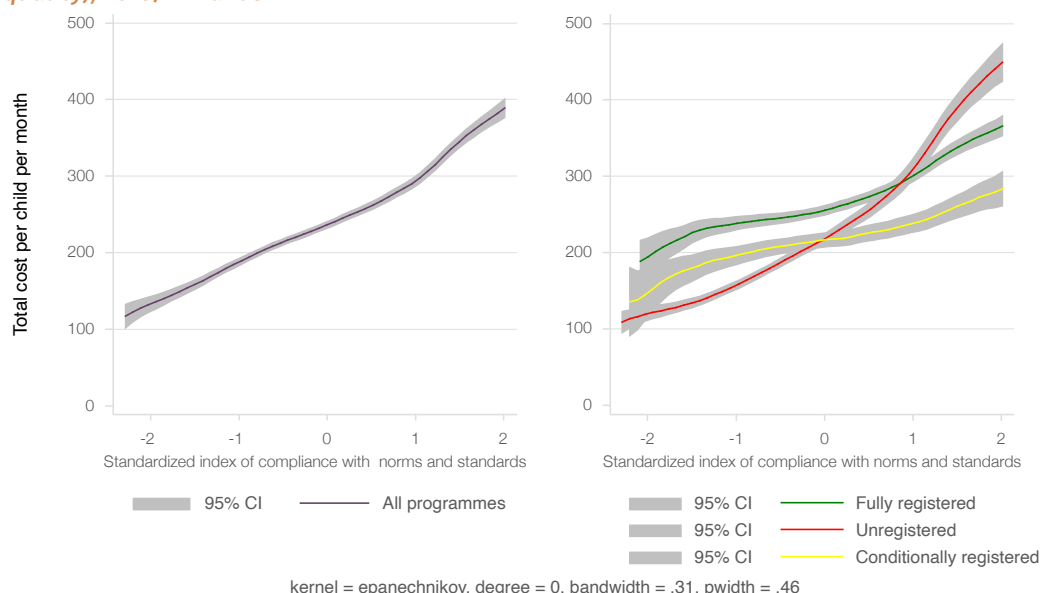 500
400
300
200
100
0
Total cost per child per month
-2 -1 0 1 2
Standardized index of compliance with norms and standards
95% CI All programmes
500
400
300
200
100
0
-2 -1 0 1 2
Standardized index of compliance with norms and standards
95% CI Fully registered
95% CI Unregistered
95% CI Conditionally registered
kernel = epanechnikov, degree = 0, bandwidth = .31, pwidth = .46